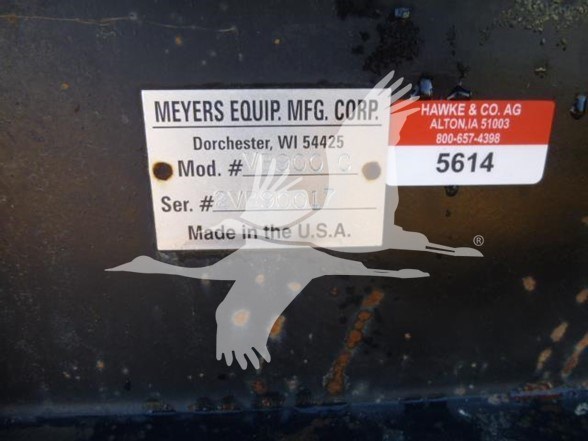 MEYERS EQUIP. MFG. CORP.
Dorchester, WI 54425
Mod. #
Ser. #
Made in the U.S.A.
HAWKE & CO. AG
ALTON,IA 51003
800-657-4398
5614
®